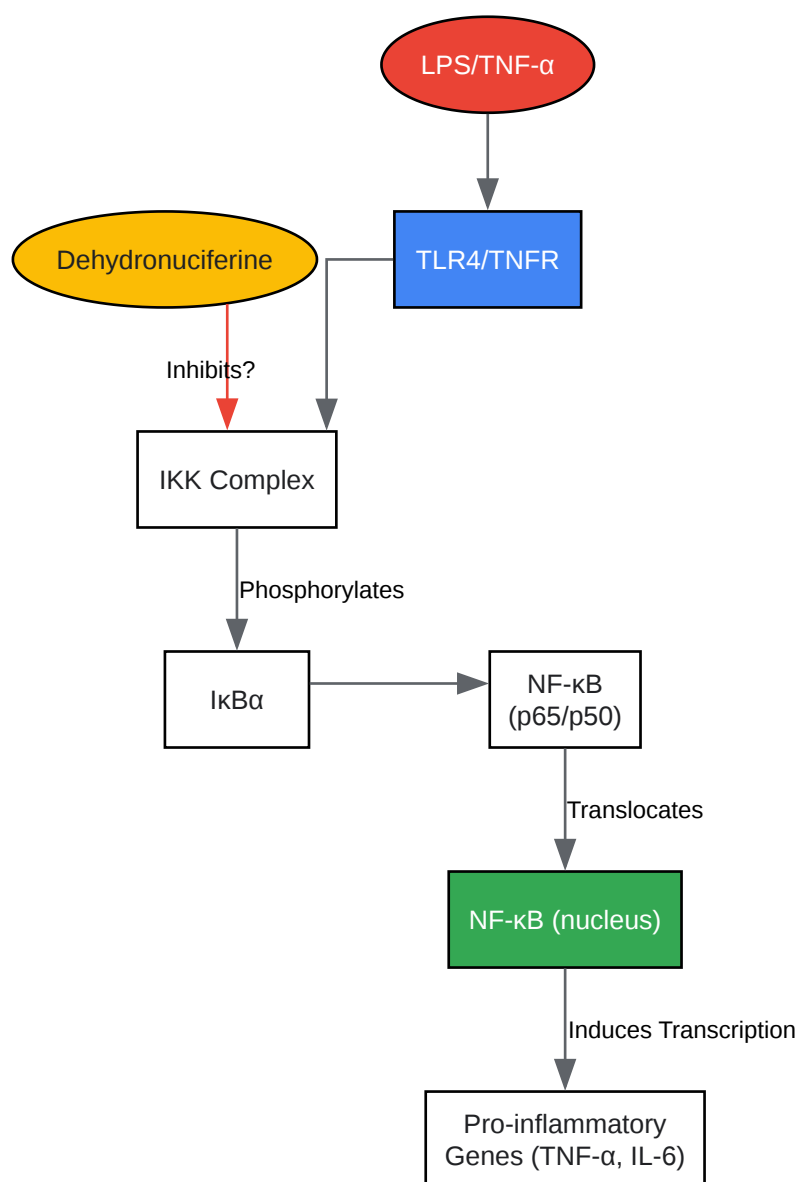 LPS/TNF-α
Dehydronuciferine
TLR4/TNFR
Inhibits?
IKK Complex
Phosphorylates
IκBα
NF-κB
(p65/p50)
Translocates
NF-κB (nucleus)
Induces Transcription
Pro-inflammatory
Genes (TNF-α, IL-6)